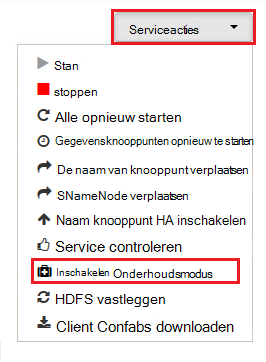 Serviceacties
Stan
stoppen
Alle opnieuw starten
Gegevensknooppunten opnieuw te starten
De naam van knooppunt verplaatsen
SNameNode verplaatsen
Naam knooppunt HA inschakelen
Service controleren
Inschakelen Onderhoudsmodus
HDFS vastleggen
Client Confabs downloaden